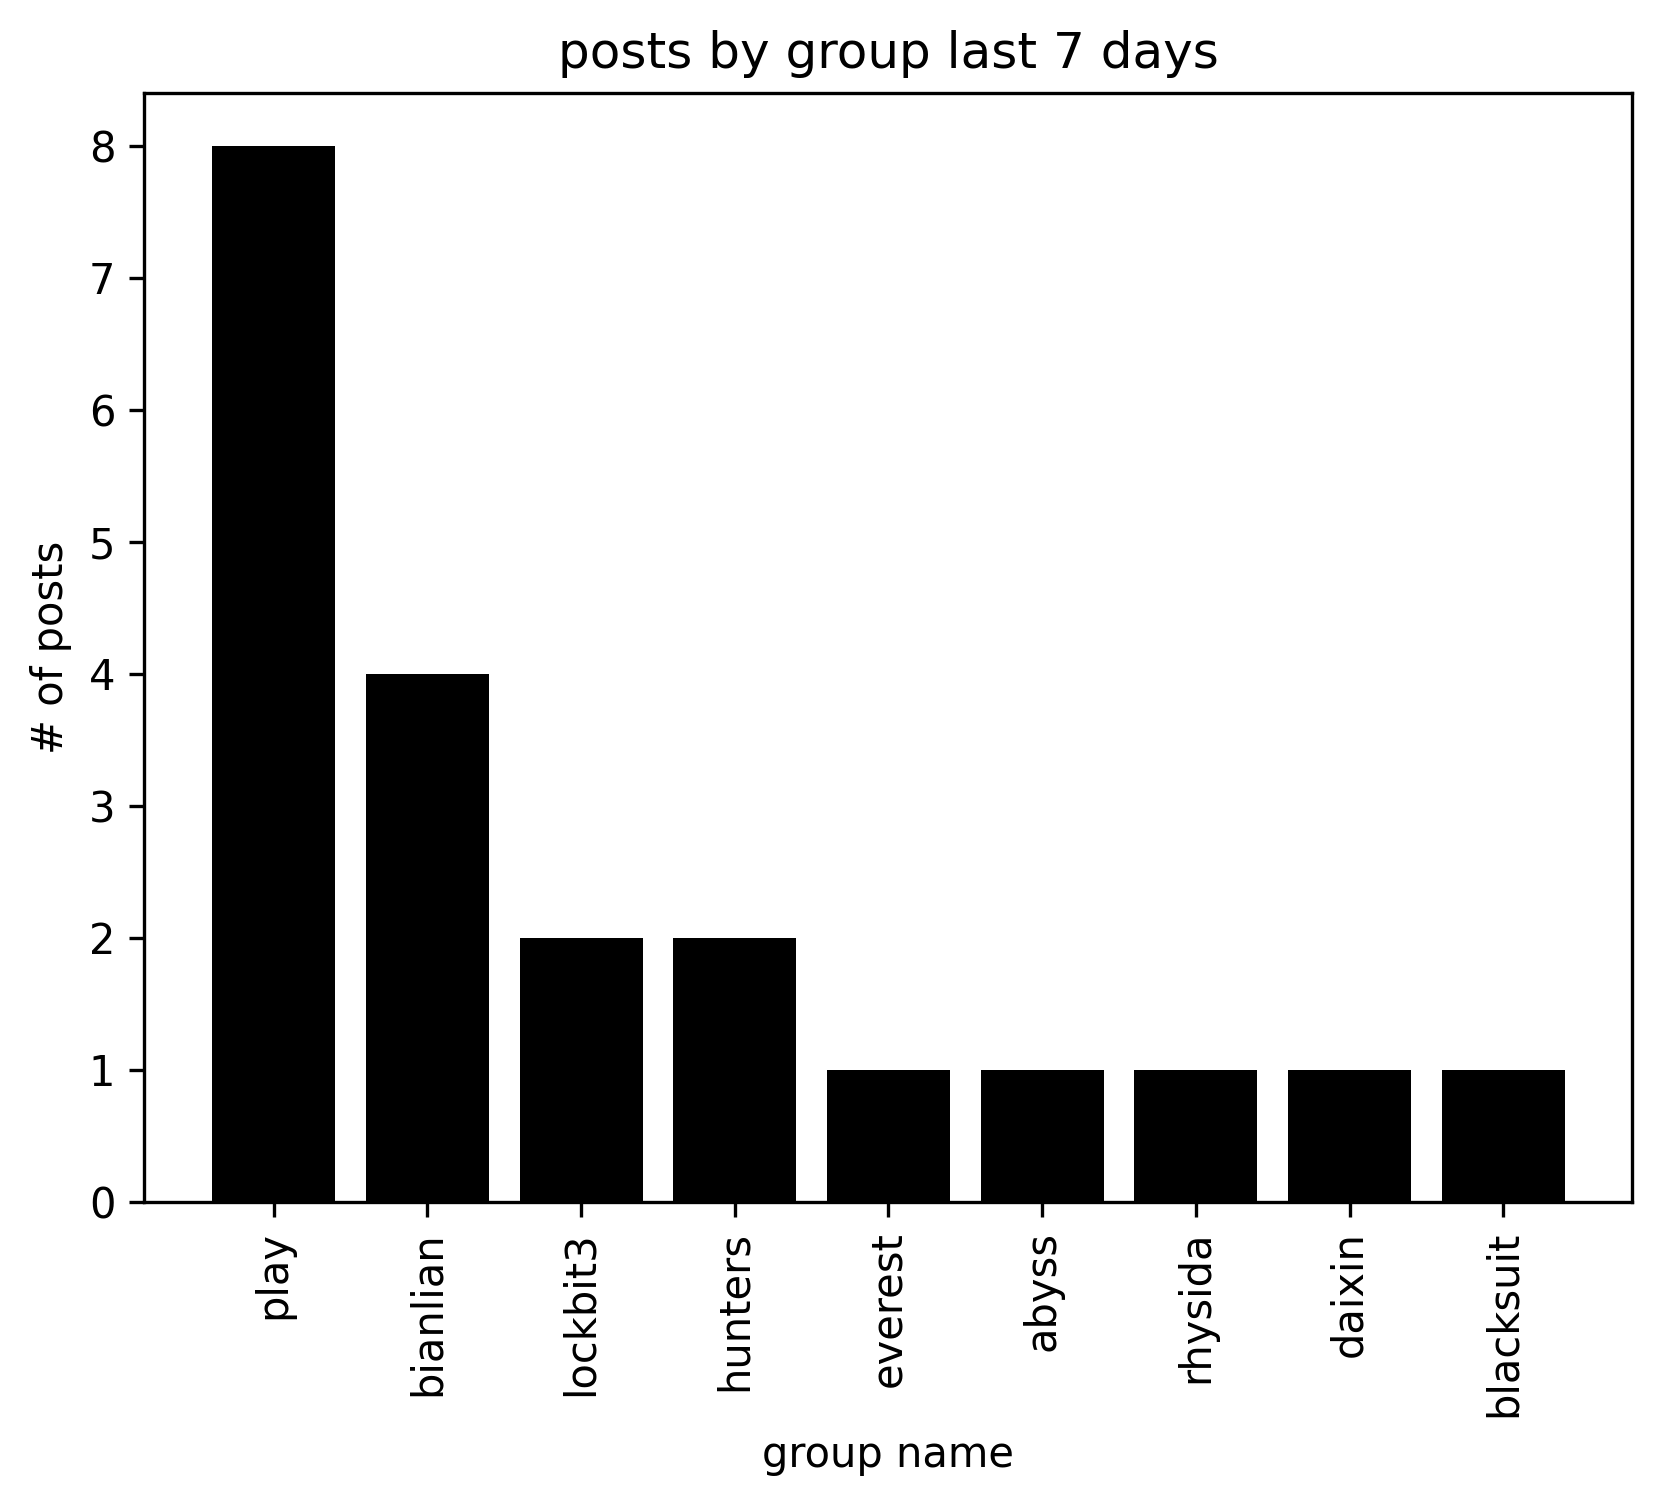 posts by group last 7 days
# of posts
8
7
6
5
4
3
2
1
0
play
bianlian
lockbit3
hunters
everest
abyss
rhysida
daixin
blacksuit
group name